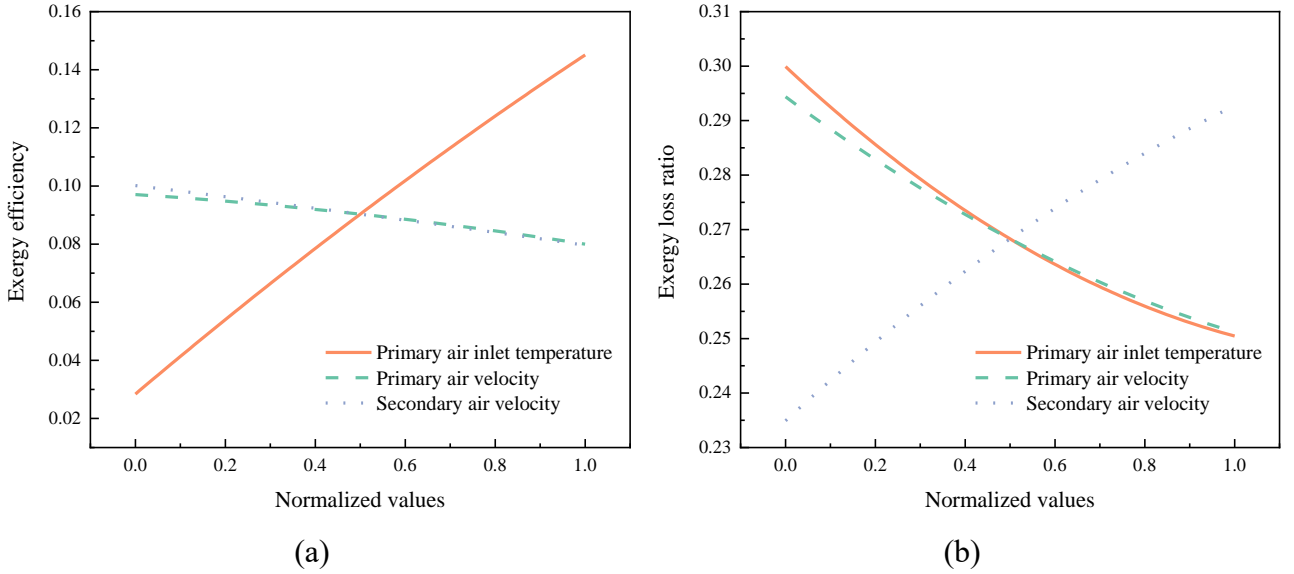 0.16
0.14
0.12
0.10
0.08
0.06
0.04
0.02
Exergy efficiency
Primary air inlet temperature
Primary air velocity
Secondary air velocity
0.0 0.2 0.4 0.6 0.8 1.0
Normalized values
(a)
0.31
0.30
0.29
0.28
0.27
0.26
0.25
0.24
0.23
Exergy loss ratio
Primary air inlet temperature
Primary air velocity
Secondary air velocity
0.0 0.2 0.4 0.6 0.8 1.0
Normalized values
(b)